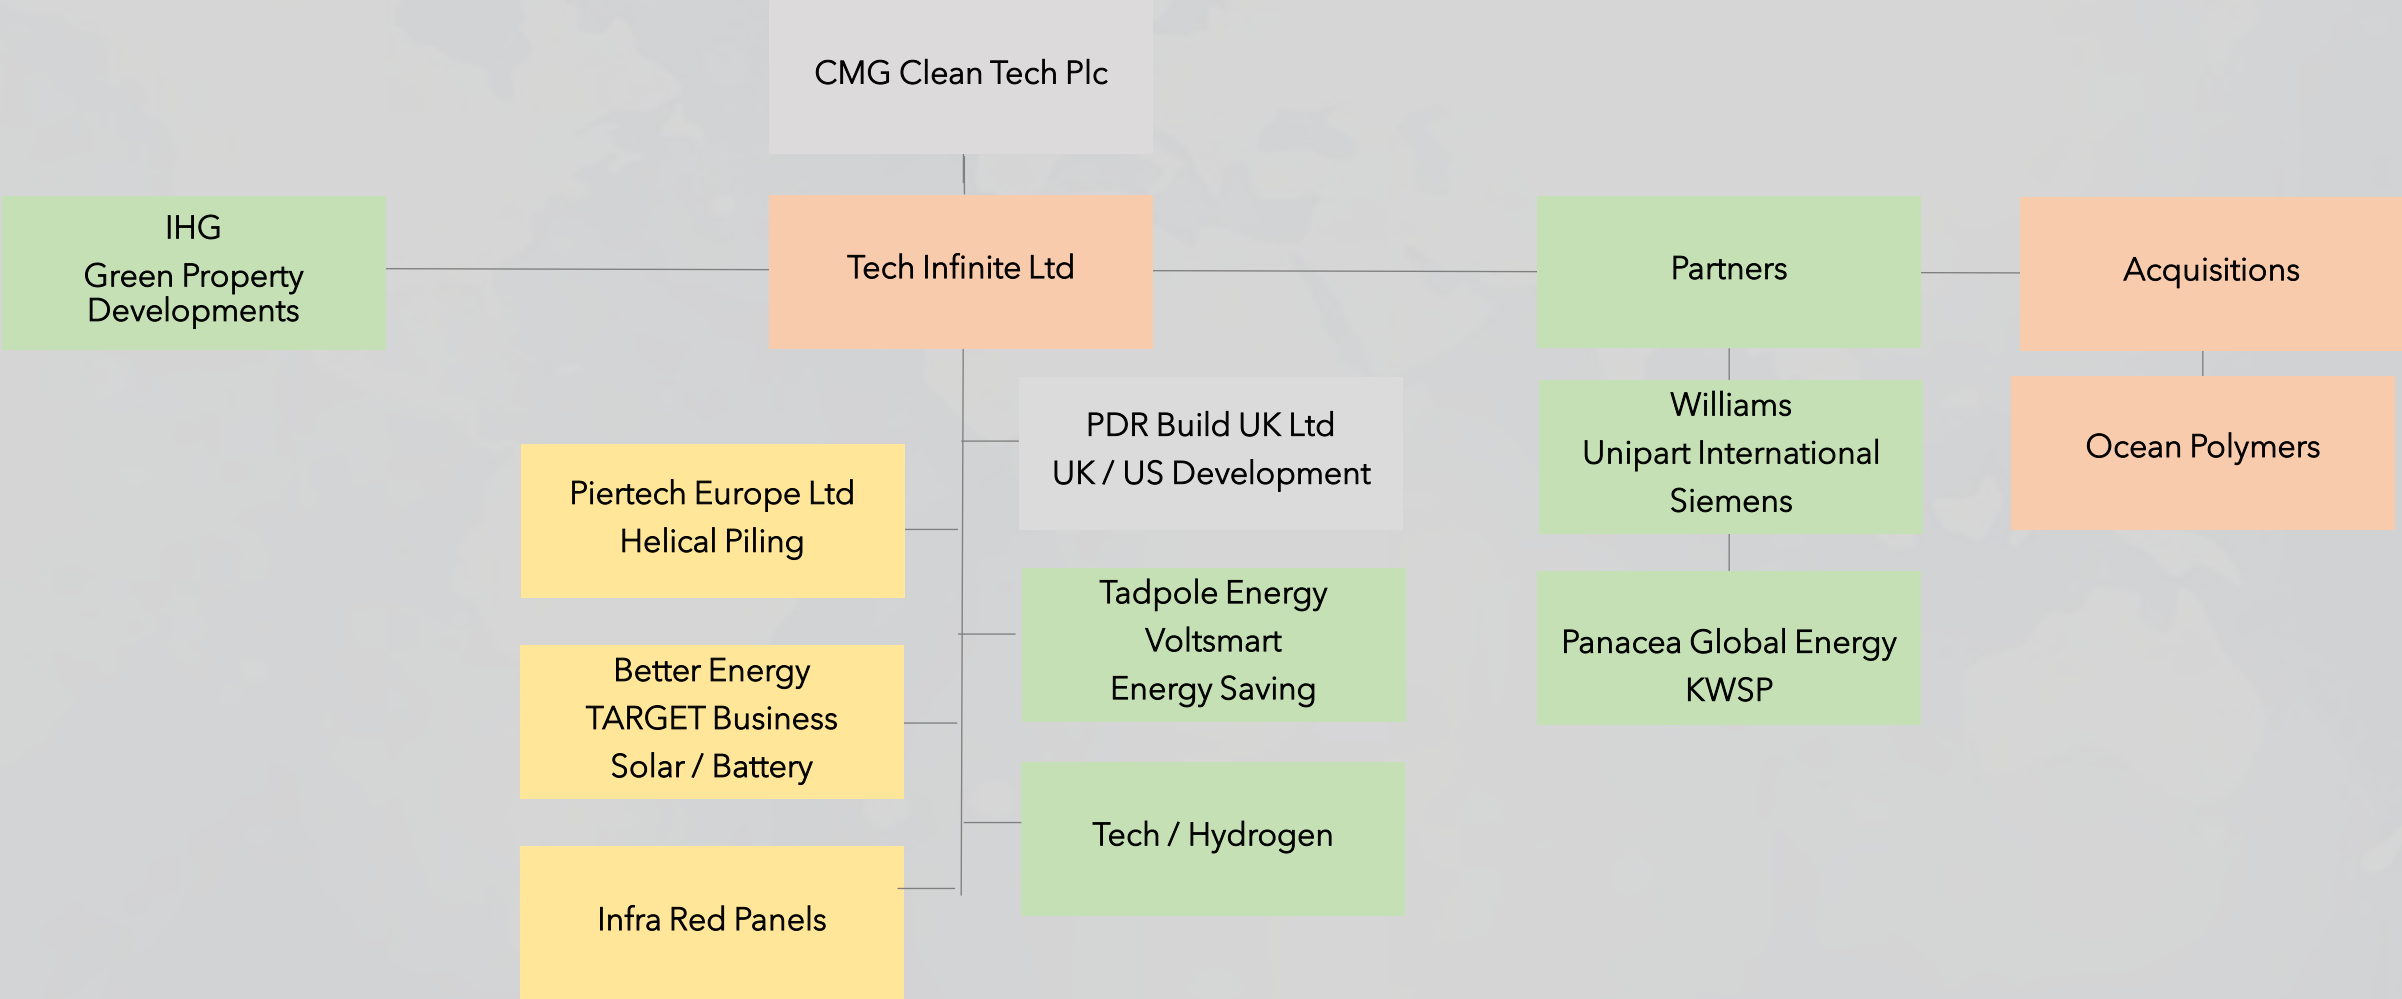 CMG Clean Tech Plc
IHG
Green Property
Developments
Tech Infinite Ltd
Partners
Acquisitions
PDR Build UK Ltd
UK / US Development
Williams
Unipart International
Siemens
Ocean Polymers
Piertech Europe Ltd
Helical Piling
Tadpole Energy
Voltsmart
Energy Saving
Panacea Global Energy
KWSP
Better Energy
TARGET Business
Solar / Battery
Tech / Hydrogen
Infra Red Panels